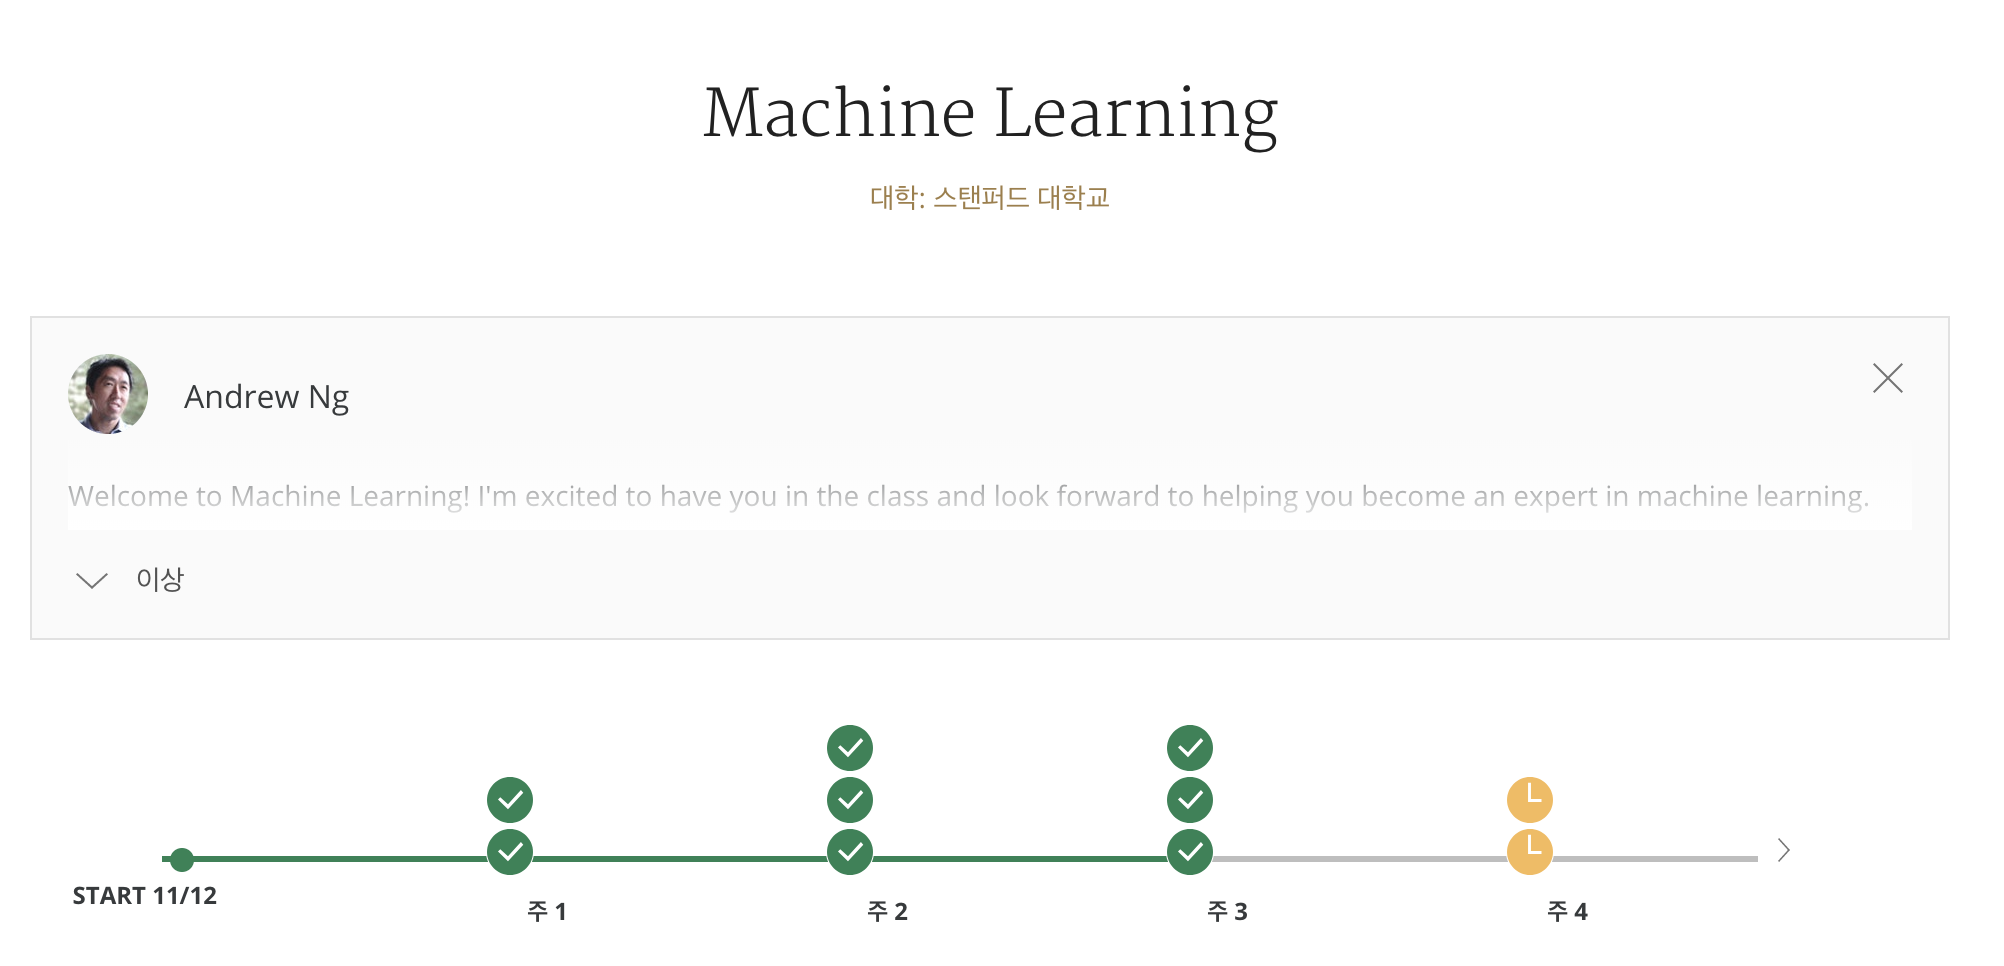 Machine Learning
대학: 스탠퍼드 대학교
Andrew Ng
Welcome to Machine Learning! I'm excited to have you in the class and look forward to helping you become an expert in machine learning.
이상
START 11/12
주 1
주 2
주 3
주 4